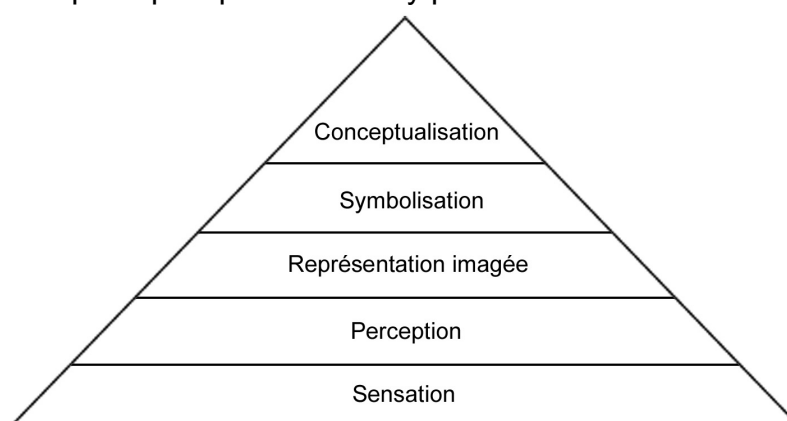 Conceptualisation
Symbolisation
Représentation imagée
Perception
Sensation